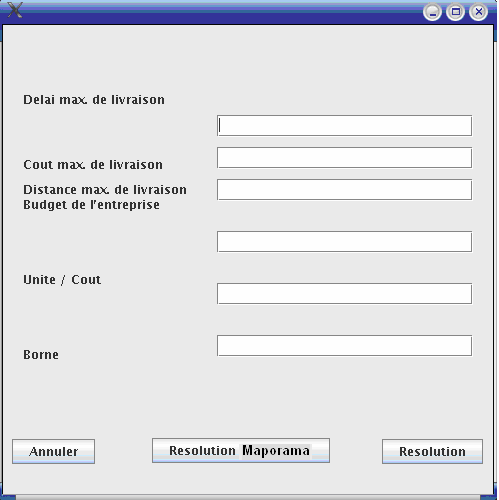 Delai max. de livraison
Cout max. de livraison
Distance max. de livraison
Budget de l'entreprise
Unite / Cout
Borne
Annuler
Resolution Maporama
Resolution